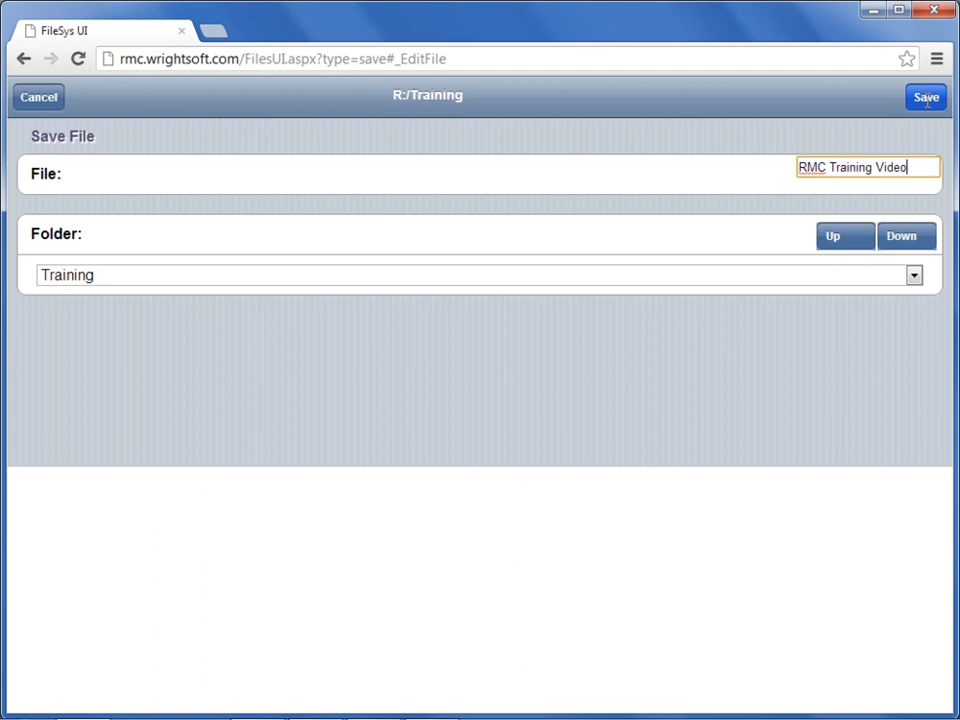 FileSys UI
rmc.wrightsoft.com/FilesUI.aspx?type=save#_EditFile
Cancel
R:/Training
Save
Save File
File:
RMC Training Video
Folder:
Up
Down
Training